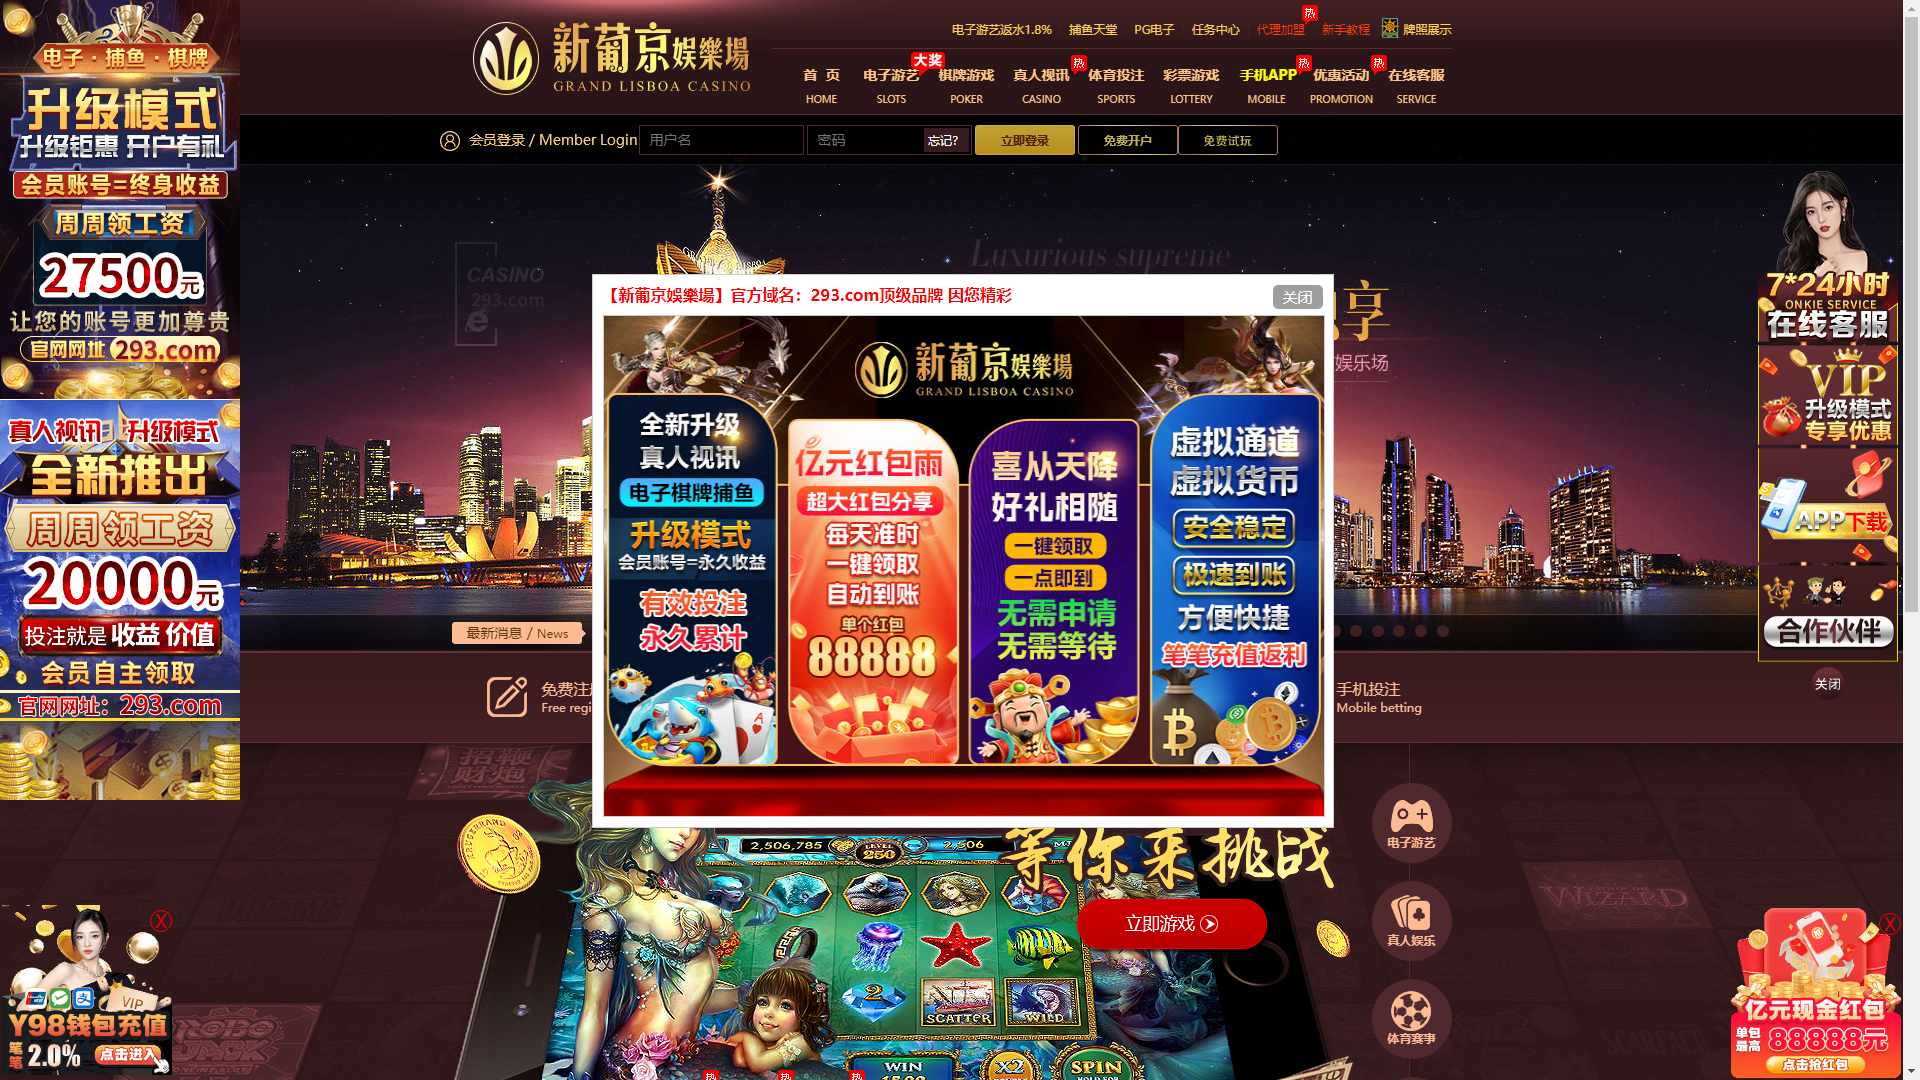 电子·捕鱼·棋牌
升级模式
升级钜惠 开户有礼
会员账号=终身收益
周周领工资
27500元
让您的账号更加尊贵
官网网址 293.com
真人视讯 升级模式
全新推出
周周领工资
20000元
投注就是 收益 价值
会员自主领取
官网网址：293.com
新葡京娱樂場
GRAND LISBOA CASINO
电子游艺返水1.8% 捕鱼天堂 PG电子 任务中心 代理加盟 热 新手教程 牌照展示
首 页 电子游艺 大奖 棋牌游戏 真人视讯 热 体育投注 彩票游戏 手机APP 热 优惠活动 热 在线客服
HOME SLOTS POKER CASINO SPORTS LOTTERY MOBILE PROMOTION SERVICE
会员登录 / Member Login 用户名 密码 忘记? 立即登录 免费开户 免费试玩
Luxurious supreme
CASINO
293.com
e
享
娱乐场
【新葡京娱樂場】官方域名：293.com顶级品牌 因您精彩
关闭
新葡京娱樂場
GRAND LISBOA CASINO
全新升级
真人视讯
电子棋牌捕鱼
升级模式
会员账号=永久收益
有效投注
永久累计
亿元红包雨
超大红包分享
每天准时
一键领取
自动到账
单个红包
88888
喜从天降
好礼相随
一键领取
一点即到
无需申请
无需等待
虚拟通道
虚拟货币
安全稳定
极速到账
方便快捷
笔笔充值返利
最新消息 / News
免费注
Free regi
手机投注
Mobile betting
7*24小时
ONKIE SERVICE
在线客服
VIP
升级模式
专享优惠
APP下载
合作伙伴
关闭
等你来挑战
立即游戏
2,506,785 LEVEL 250 2,506
2
SCATTER WILD
WIN X2 SPIN
WIZARD
电子游艺
真人娱乐
体育赛事
X
VIP
Y98钱包充值
笔笔 2.0% 点击进入
X
亿元现金红包
单包最高 88888元
点击抢红包
热 热 热